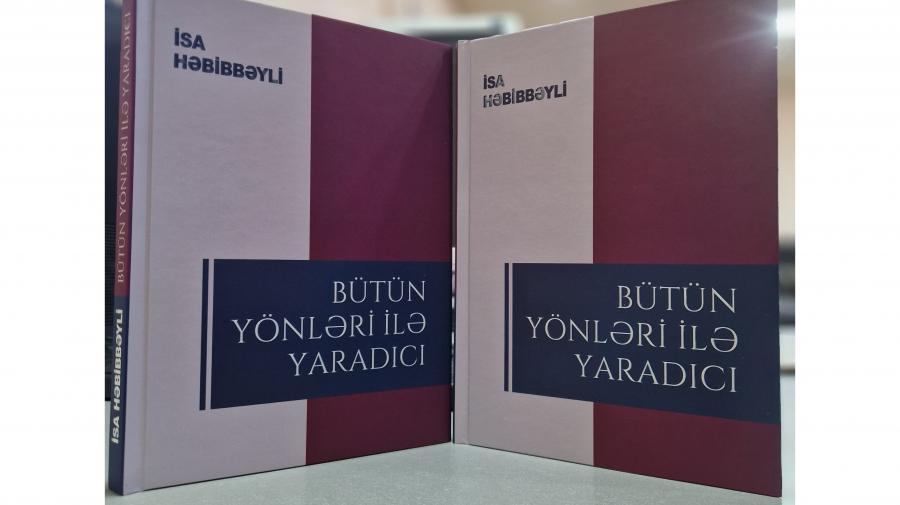 İSA HƏBİBBƏYLİ BÜTÜN YÖNLƏRİ İLƏ YARADICI
İSA
HƏBİBBƏYLİ
BÜTÜN
YÖNLƏRİ İLƏ
YARADICI
İSA
HƏBİBBƏYLİ
BÜTÜN
YÖNLƏRİ İLƏ
YARADICI